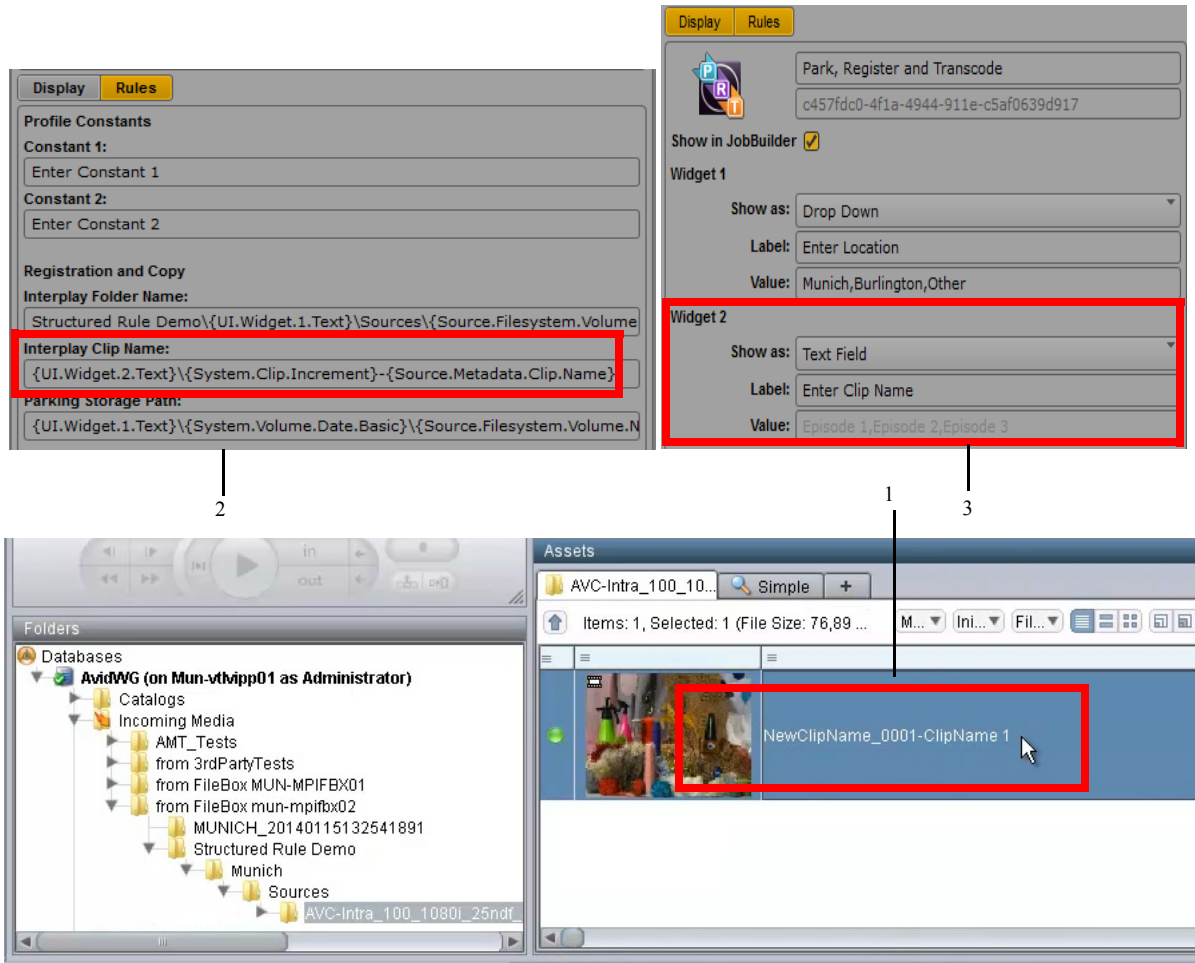 Display Rules
Profile Constants
Constant 1:
Enter Constant 1
Constant 2:
Enter Constant 2
Registration and Copy
Interplay Folder Name:
Structured Rule Demo\{UI.Widget.1.Text}\Sources\{Source.Filesystem.Volume
Interplay Clip Name:
{UI.Widget.2.Text}\{System.Clip.Increment}-{Source.Metadata.Clip.Name}
Parking Storage Path:
{UI.Widget.1.Text}\{System.Volume.Date.Basic}\{Source.Filesystem.Volume.N
2
Display Rules
P
R
T
Park, Register and Transcode
c457fdc0-4f1a-4944-911e-c5af0639d917
Show in JobBuilder
Widget 1
Show as: Drop Down
Label: Enter Location
Value: Munich,Burlington,Other
Widget 2
Show as: Text Field
Label: Enter Clip Name
Value: Episode 1,Episode 2,Episode 3
3
1
in
out
Folders
Databases
AvidWG (on Mun-vtlvipp01 as Administrator)
Catalogs
Incoming Media
AMT_Tests
from 3rdPartyTests
from FileBox MUN-MPIFBX01
from FileBox mun-mpifbx02
MUNICH_20140115132541891
Structured Rule Demo
Munich
Sources
AVC-Intra_100_1080i_25ndf_
Assets
AVC-Intra_100_10... Simple +
Items: 1, Selected: 1 (File Size: 76,89 ... M... Ini... Fil...
NewClipName_0001-ClipName 1